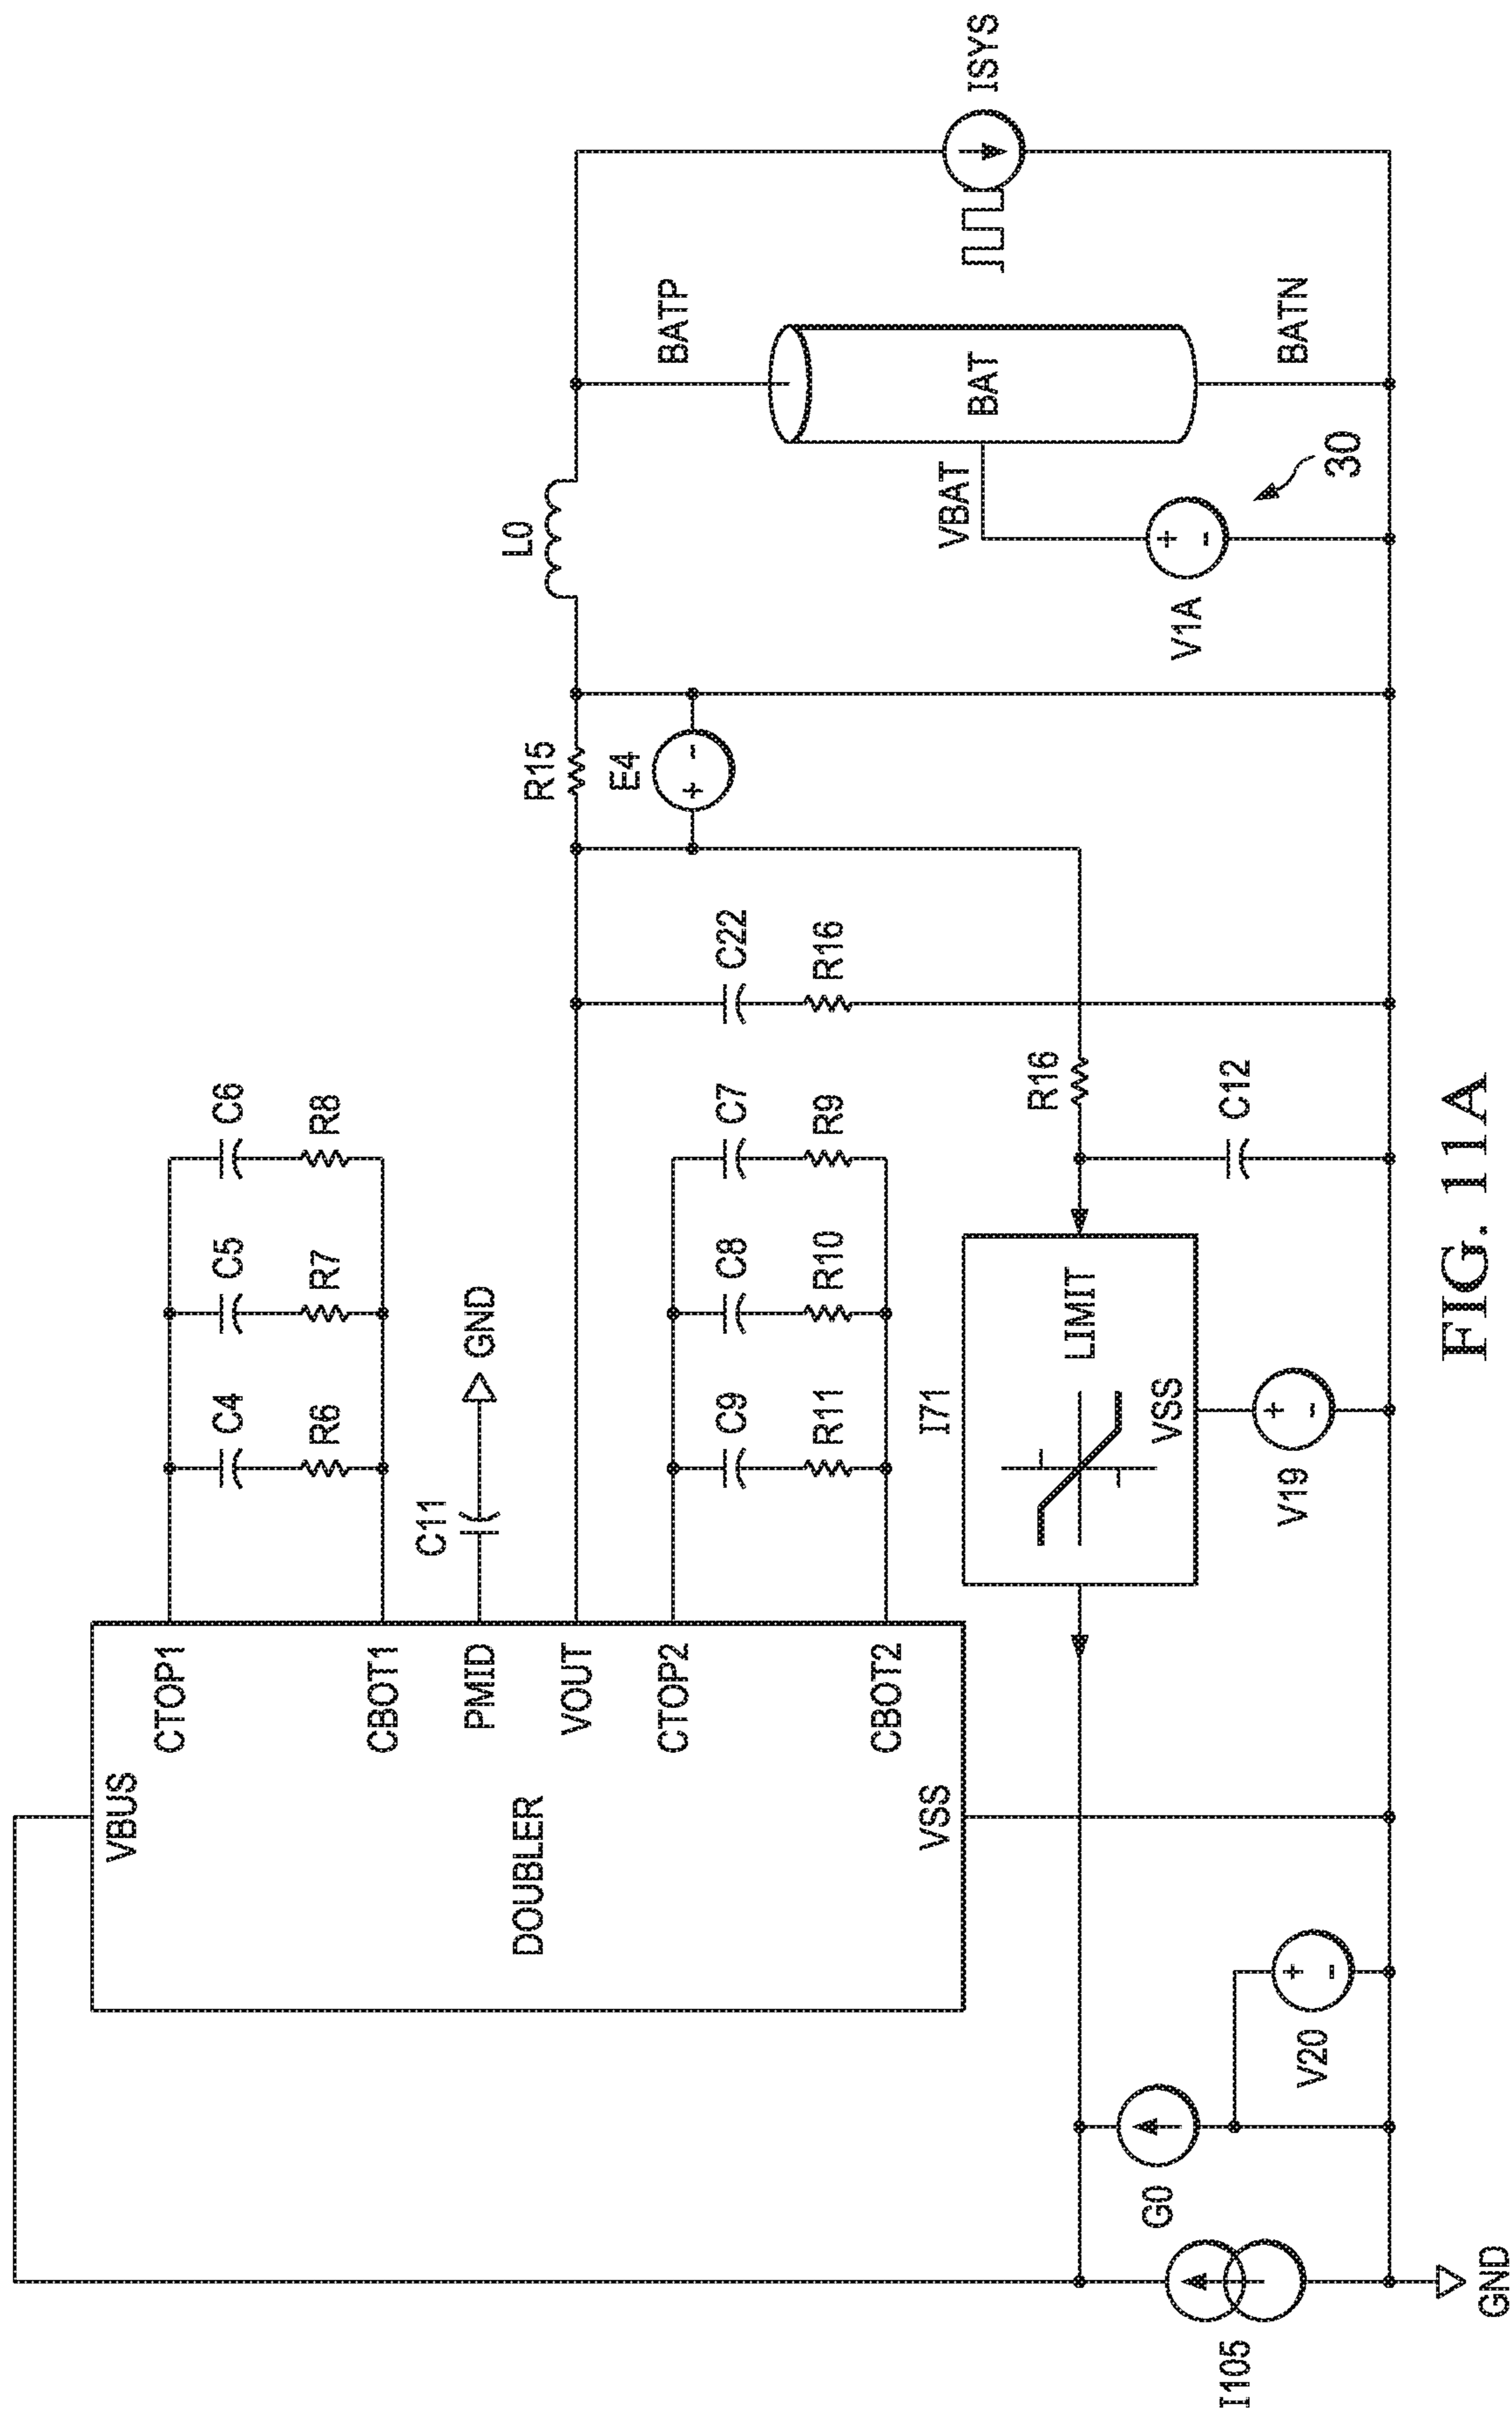 VBUS
DOUBLER
VSS
CTOP1
CBOT1
PMID
VOUT
CTOP2
CBOT2
C4
R6
C5
R7
C6
R8
C11
GND
C9
R11
C8
R10
C7
R9
C22
R16
R15
E4
+ -
L0
BATP
BAT
BATN
VBAT
V1A
+
-
30
ISYS
I71
LIMIT
VSS
R16
C12
V19
+
-
G0
V20
+
-
I105
GND
FIG. 11A